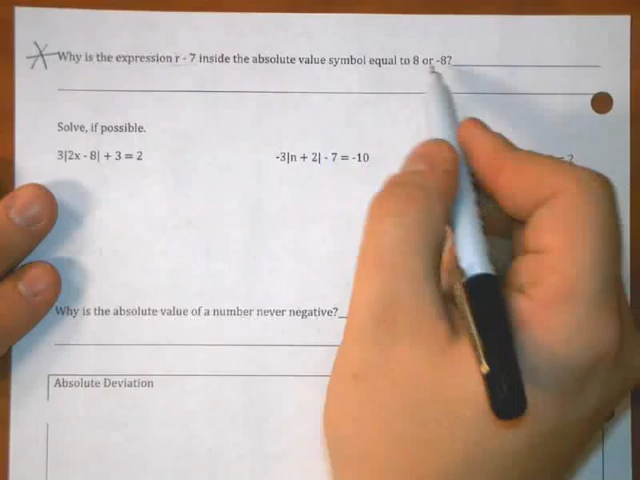 Why is the expression r - 7 inside the absolute value symbol equal to 8 or -8?
Solve, if possible.
3|2x - 8| + 3 = 2
-3|n + 2| - 7 = -10
= 2
Why is the absolute value of a number never negative?
Absolute Deviation